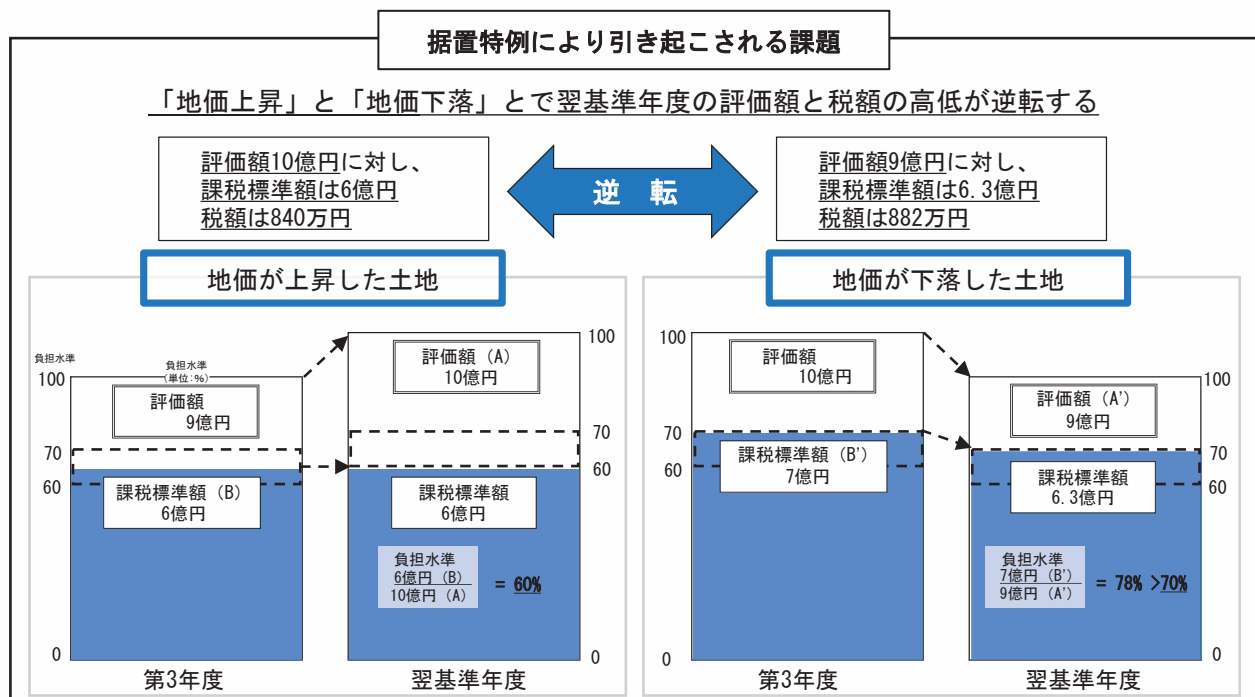 据置特例により引き起こされる課題
「地価上昇」と「地価下落」とで翌基準年度の評価額と税額の高低が逆転する
評価額10億円に対し、
課税標準額は6億円
税額は840万円
逆 転
評価額9億円に対し、
課税標準額は6.3億円
税額は882万円
地価が上昇した土地
負担水準
100
70
60
0
負担水準
(単位:%)
評価額
9億円
課税標準額（B）
6億円
第3年度
評価額（A）
10億円
課税標準額
6億円
負担水準
6億円（B）
10億円（A）
= 60%
100
70
60
0
翌基準年度
地価が下落した土地
100
70
60
0
評価額
10億円
課税標準額（B'）
7億円
第3年度
評価額（A'）
9億円
課税標準額
6.3億円
負担水準
7億円（B'）
9億円（A'）
= 78% >70%
100
70
60
0
翌基準年度